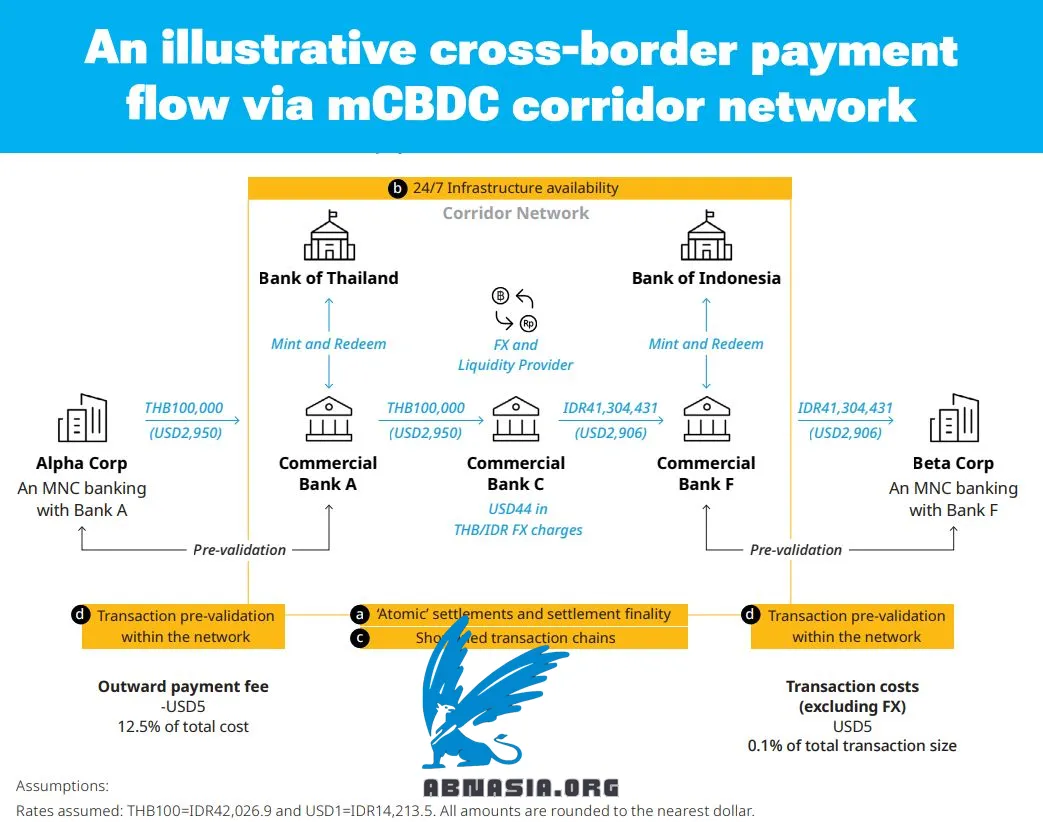 An illustrative cross-border payment
flow via mCBDC corridor network
b 24/7 Infrastructure availability
Corridor Network
Bank of Thailand
Bank of Indonesia
฿
Rp
Mint and Redeem
FX and
Liquidity Provider
Mint and Redeem
THB100,000
(USD2,950)
THB100,000
(USD2,950)
IDR41,304,431
(USD2,906)
IDR41,304,431
(USD2,906)
Alpha Corp
An MNC banking
with Bank A
Commercial
Bank A
Commercial
Bank C
USD44 in
THB/IDR FX charges
Commercial
Bank F
Beta Corp
An MNC banking
with Bank F
Pre-validation
Pre-validation
d Transaction pre-validation
within the network
a ‘Atomic’ settlements and settlement finality
c transaction chains
d Transaction pre-validation
within the network
Outward payment fee
-USD5
12.5% of total cost
Transaction costs
(excluding FX)
USD5
0.1% of total transaction size
ABNASIA.ORG
Assumptions:
Rates assumed: THB100=IDR42,026.9 and USD1=IDR14,213.5. All amounts are rounded to the nearest dollar.